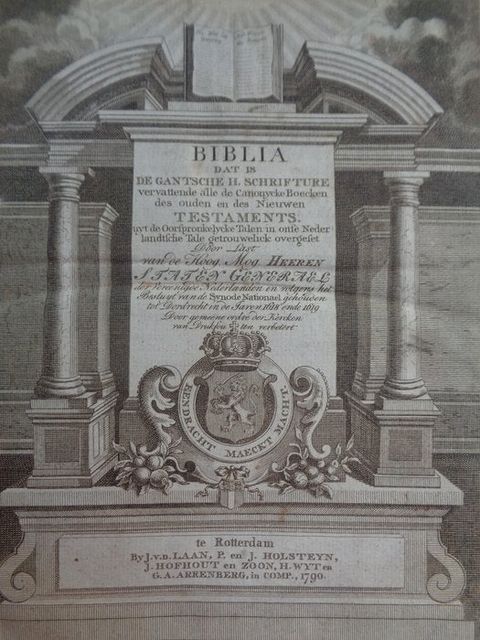 BIBLIA
DAT IS
DE GANTSCHE H. SCHRIFTURE
vervattende alle de Canonycke Boecken
des ouden en des Nieuwen
TESTAMENTS.
uyt de Oorspronkelycke Talen in onse Neder
landtsche Tale getrouwelick overgeset
Door Last
van de Hoog Mog HEEREN
STATEN GENERAEL
der Vereenigde Nederlanden en volgens het
Besluyt van de Synode Nationael gehouden
tot Dordrecht in de Jaren 1618 ende 1619
Door gemeene ordre der Kercken
van Druckfou ten verbetert
EENDRACHT MAECKT MACHT.
te Rotterdam
By J. v. d. LAAN, P. en J. HOLSTEYN,
J. HOFHOUT en ZOON, H. WYT en
G. A. ARRENBERG, in COMP., 1790.